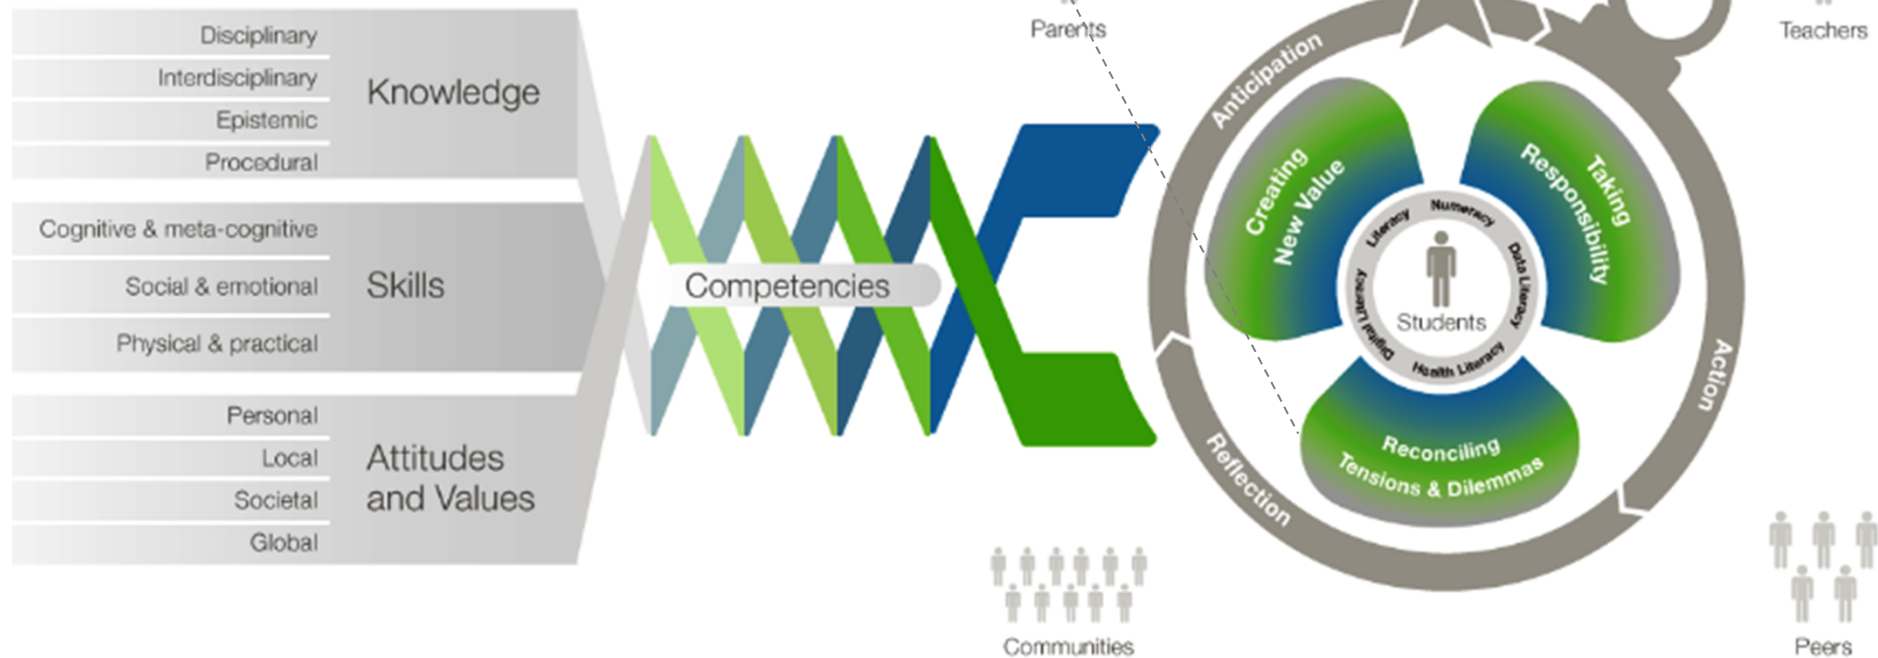 Disciplinary
Interdisciplinary
Epistemic
Procedural
Knowledge
Cognitive & meta-cognitive
Social & emotional
Physical & practical
Skills
Personal
Local
Societal
Global
Attitudes
and Values
Competencies
Parents
Teachers
Anticipation
Action
Reflection
Creating
New Value
Taking
Responsibility
Reconciling
Tensions & Dilemmas
Literacy
Numeracy
Data Literacy
Health Literacy
Digital Literacy
Students
Communities
Peers